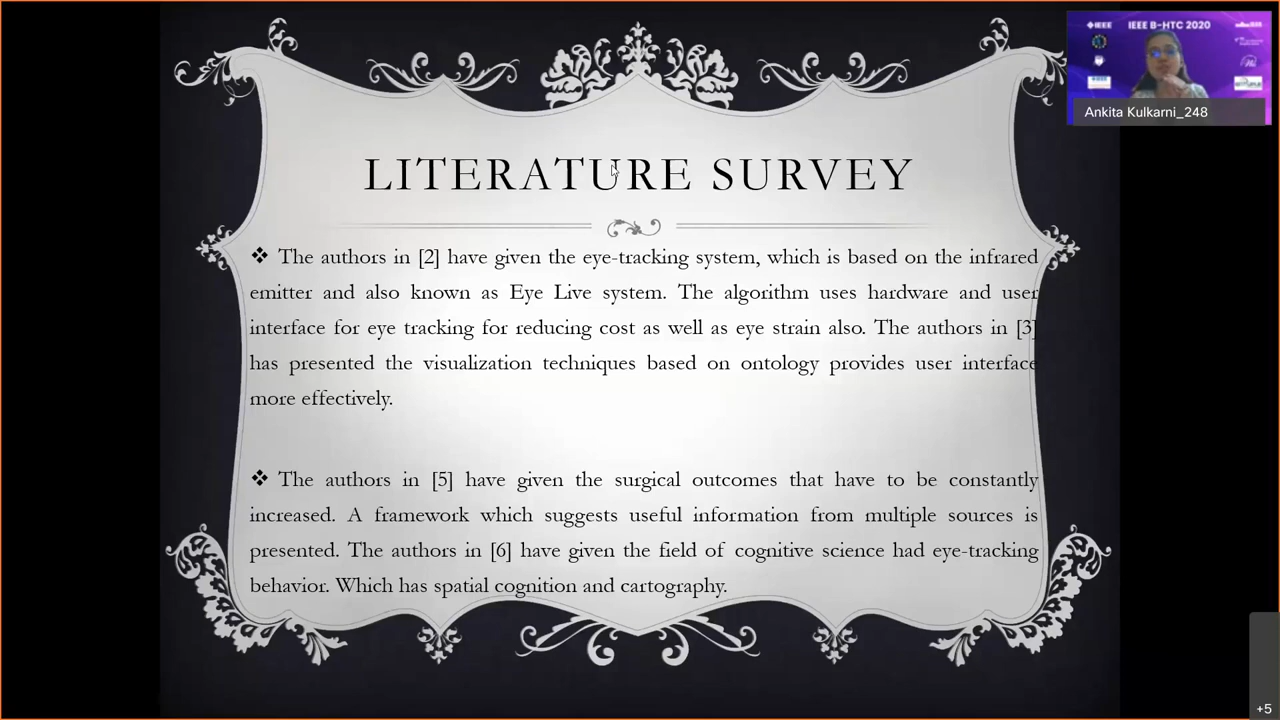 IEEE
IEEE B-HTC 2020
Ankita Kulkarni_248
LITERATURE SURVEY
❖ The authors in [2] have given the eye-tracking system, which is based on the infrared
emitter and also known as Eye Live system. The algorithm uses hardware and user
interface for eye tracking for reducing cost as well as eye strain also. The authors in [3]
has presented the visualization techniques based on ontology provides user interface
more effectively.
❖ The authors in [5] have given the surgical outcomes that have to be constantly
increased. A framework which suggests useful information from multiple sources is
presented. The authors in [6] have given the field of cognitive science had eye-tracking
behavior. Which has spatial cognition and cartography.
+5